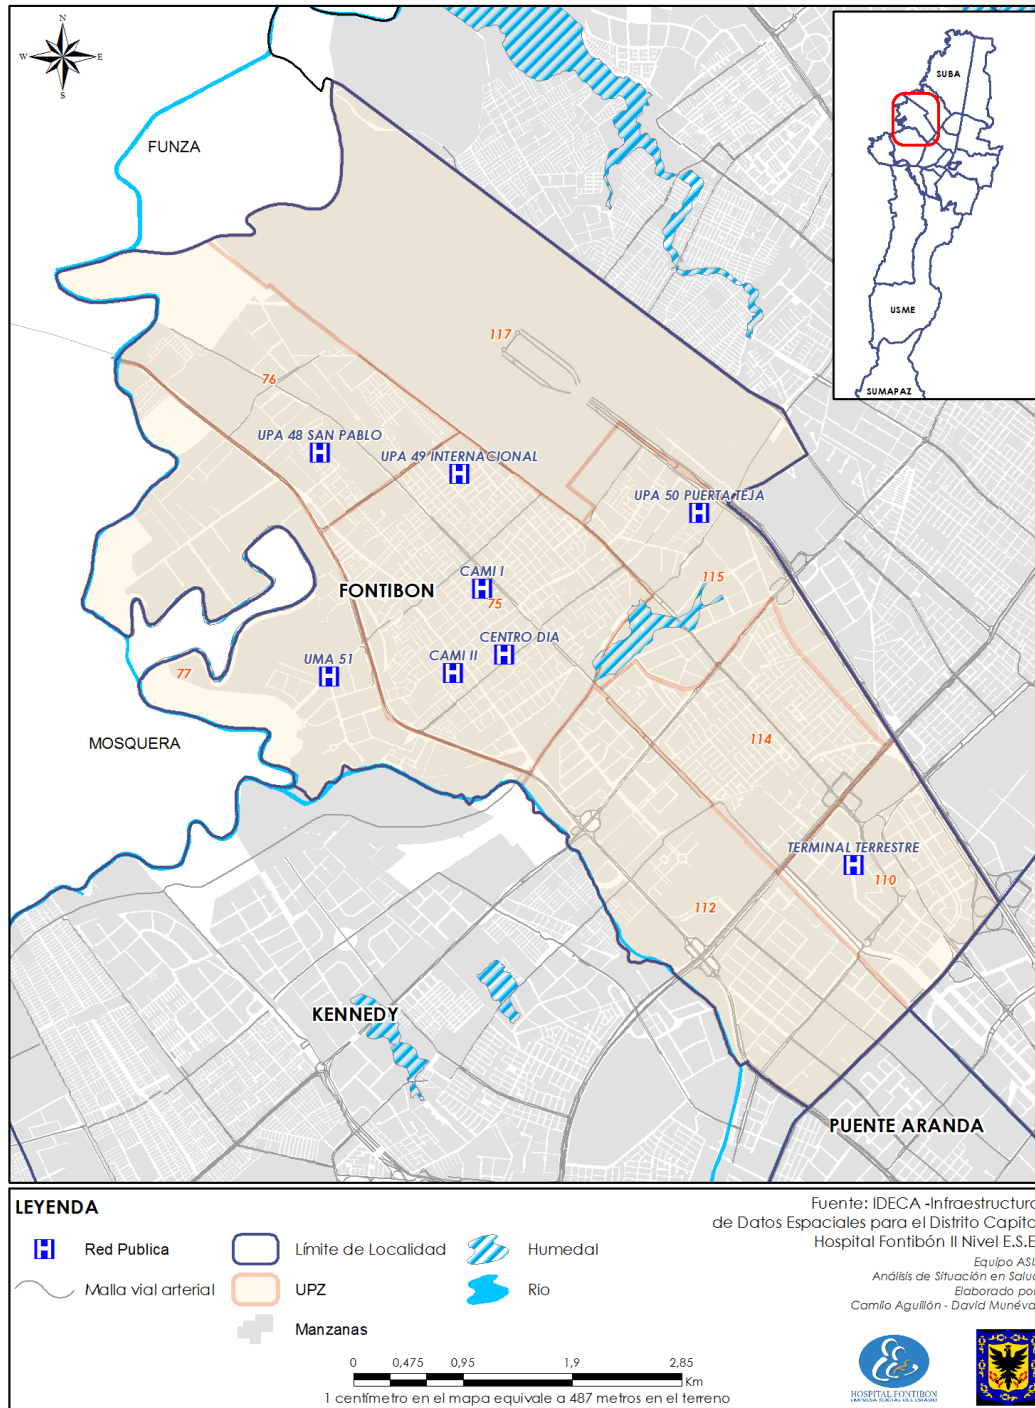 N
W
E
S
FUNZA
SUBA
USME
SUMAPAZ
117
76
UPA 48 SAN PABLO
UPA 49 INTERNACIONAL
UPA 50 PUERTA TEJA
CAMI I
FONTIBON
75
115
CENTRO DIA
UMA 51
CAMI II
77
MOSQUERA
114
TERMINAL TERRESTRE
110
112
KENNEDY
PUENTE ARANDA
LEYENDA
Red Publica
Límite de Localidad
Humedal
Malla vial arterial
UPZ
Rio
Manzanas
0 0,475 0,95 1,9 2,85
Km
1 centímetro en el mapa equivale a 487 metros en el terreno
Fuente: IDECA -Infraestructura
de Datos Espaciales para el Distrito Capital
Hospital Fontibón II Nivel E.S.E.
Equipo ASIS
Análisis de Situación en Salud
Elaborado por:
Camilo Aguillón - David Munévar
HOSPITAL FONTIBON
EMPRESA SOCIAL DEL ESTADO